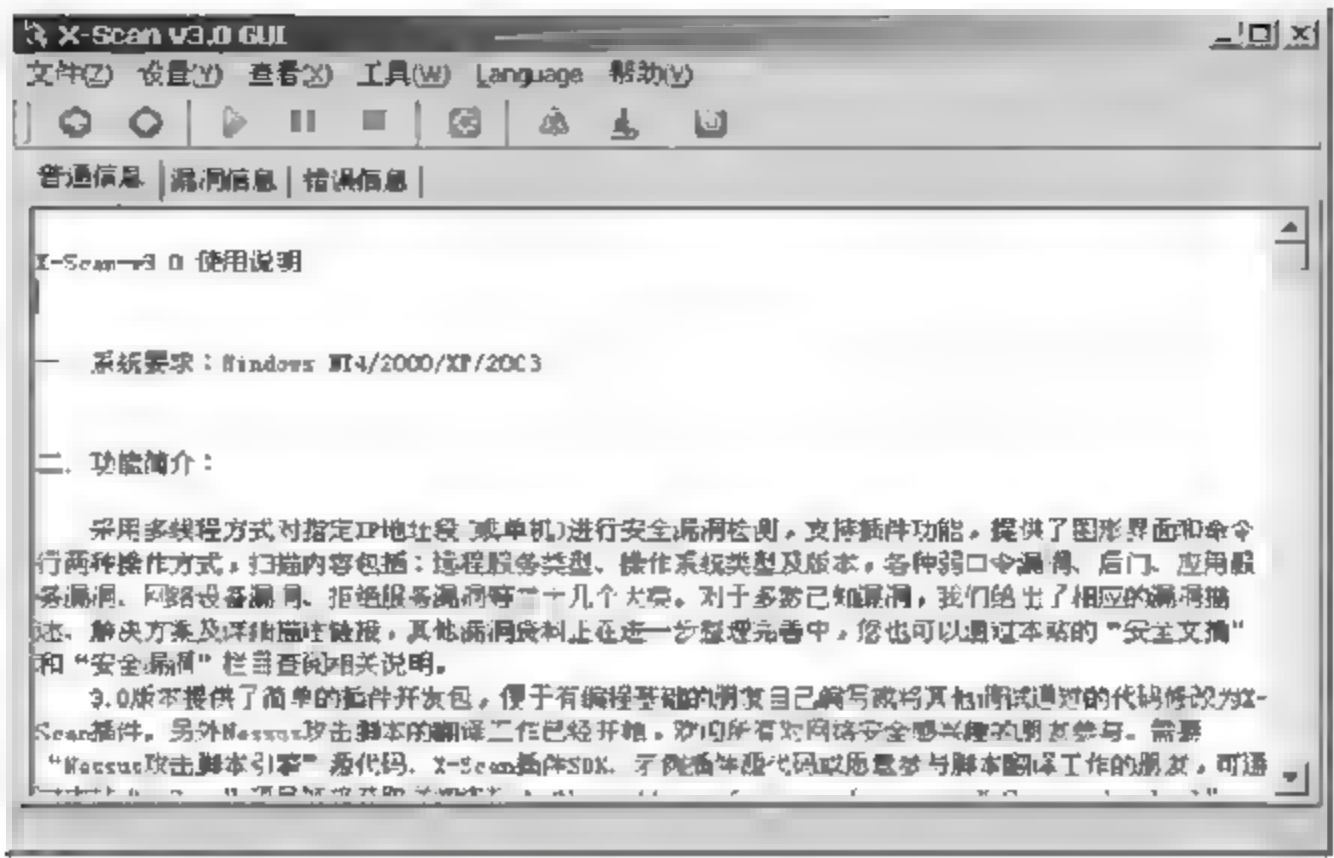 X-Scan v3.0 GUI
文件(Z) 设置(Y) 查看(X) 工具(W) Language 帮助(V)
普通信息 漏洞信息 错误信息
X-Scan-v3.0 使用说明
一 系统要求：Windows NT4/2000/XP/2003
二. 功能简介：
采用多线程方式对指定IP地址段 或单机)进行安全漏洞检测，支持插件功能，提供了图形界面和命令
行两种操作方式，扫描内容包括：远程服务类型、操作系统类型及版本，各种弱口令漏洞、后门、应用服
务漏洞、网络设备漏洞、拒绝服务漏洞等二十几个大类。对于多数已知漏洞，我们给出了相应的漏洞描
述、解决方案及详细描述链接，其他漏洞资料正在进一步整理完善中，您也可以通过本站的“安全文摘”
和“安全漏洞”栏目查阅相关说明。
3.0版本提供了简单的插件开发包，便于有编程基础的朋友自己编写或将其他调试通过的代码修改为X-
Scan插件。另外Nessus攻击脚本的翻译工作已经开始，欢迎所有对网络安全感兴趣的朋友参与。需要
“Nessus攻击脚本引擎”源代码、X-Scan插件SDK、示例插件源代码或愿意参与脚本翻译工作的朋友，可通